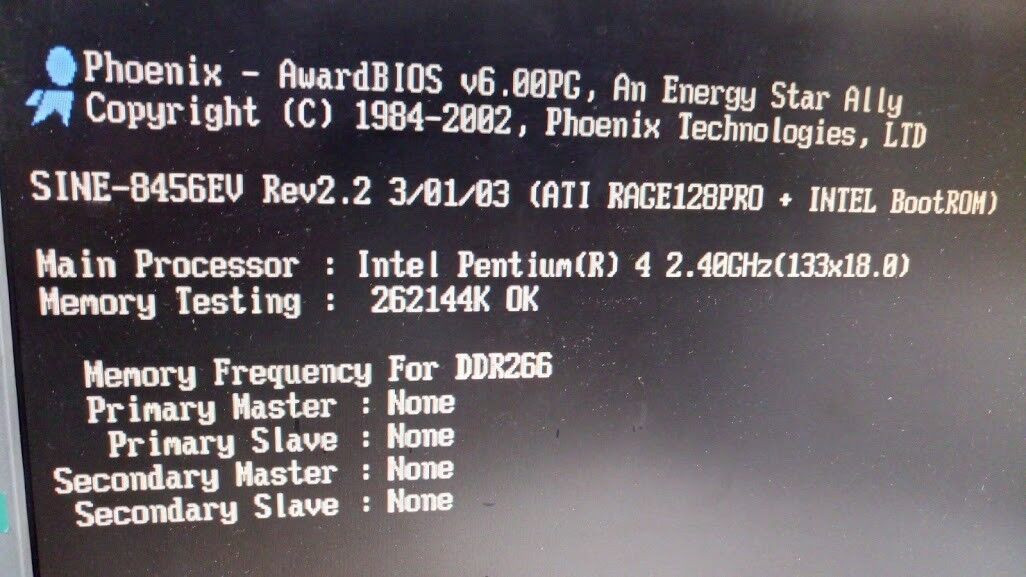 Phoenix - AwardBIOS v6.00PG, An Energy Star Ally
Copyright (C) 1984-2002, Phoenix Technologies, LTD
SINE-8456EV Rev2.2 3/01/03 (ATI RAGE128PRO + INTEL BootROM)
Main Processor : Intel Pentium(R) 4 2.40GHz(133x18.0)
Memory Testing : 262144K OK
Memory Frequency For DDR266
Primary Master : None
Primary Slave : None
Secondary Master : None
Secondary Slave : None